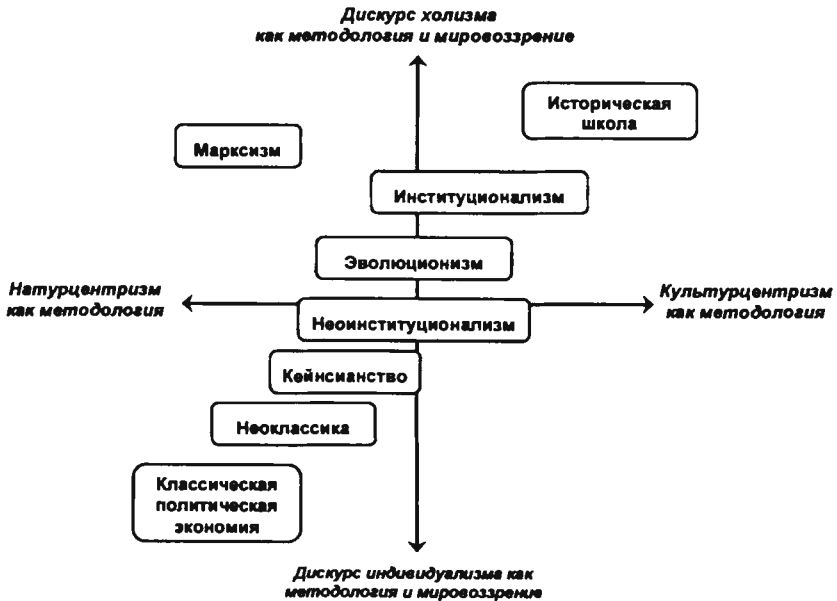 Дискурс холизма
как методология и мировоззрение
Историческая
школа
Марксизм
Институционализм
Эволюционизм
Натурцентризм
как методология
Культурцентризм
как методология
Неоинституционализм
Кейнсианство
Неоклассика
Классическая
политическая
экономия
Дискурс индивидуализма как
методология и мировоззрение